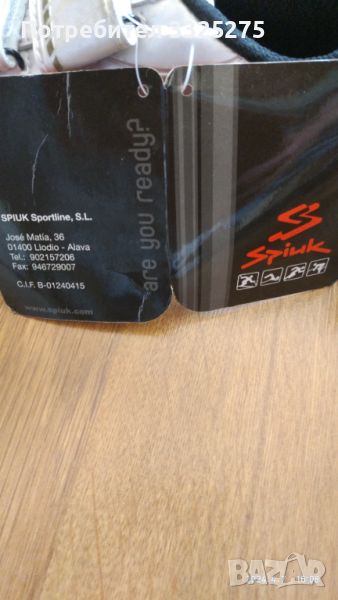 Потребител 3325275
SPIUK Sportline, S.L.
José Matía, 36
01400 Llodio - Alava
Tel.: 902157206
Fax: 946729007
C.I.F. B-01240415
www.spiuk.com
are you ready?
Spiuk
BAZAR